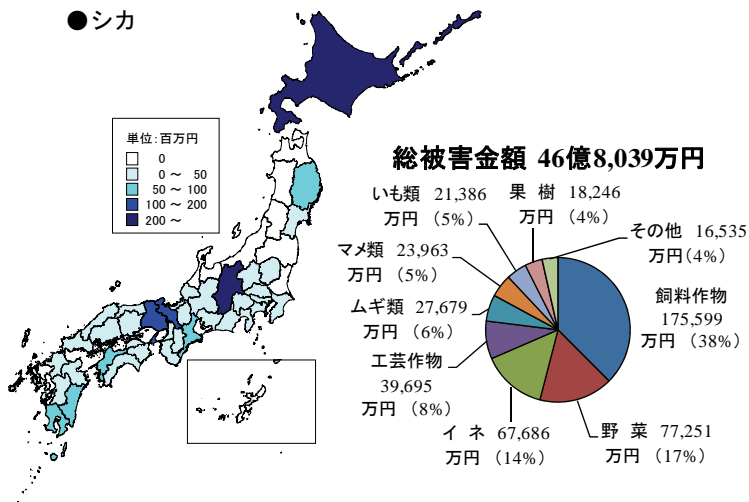 ●シカ
単位：百万円
0
0 ～ 50
50 ～ 100
100 ～ 200
200 ～
総被害金額 46億8,039万円
いも類 21,386
万円 （5%）
果 樹 18,246
万円 （4%）
その他 16,535
万円（4%）
マメ類 23,963
万円 （5%）
飼料作物
175,599
万円 （38%）
ムギ類 27,679
万円 （6%）
工芸作物
39,695
万円 （8%）
イ ネ 67,686
万円 （14%）
野 菜 77,251
万円 （17%）